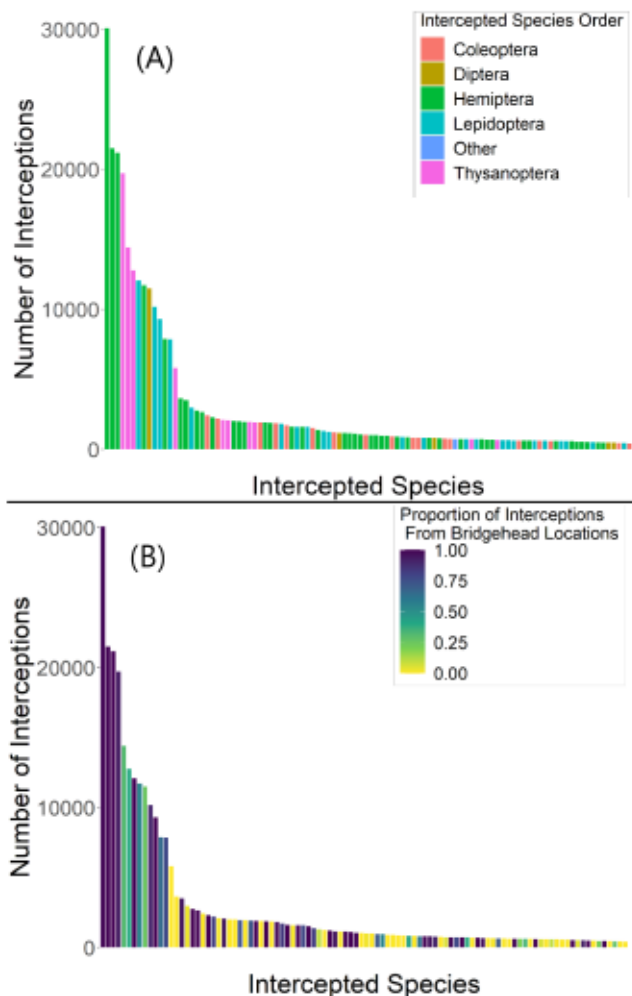 30000
(A)
Intercepted Species Order
Coleoptera
Diptera
Hemiptera
Lepidoptera
Other
Thysanoptera
20000
Number of Interceptions
10000
0
Intercepted Species
30000
(B)
Proportion of Interceptions
From Bridgehead Locations
1.00
0.75
0.50
0.25
0.00
20000
Number of Interceptions
10000
0
Intercepted Species